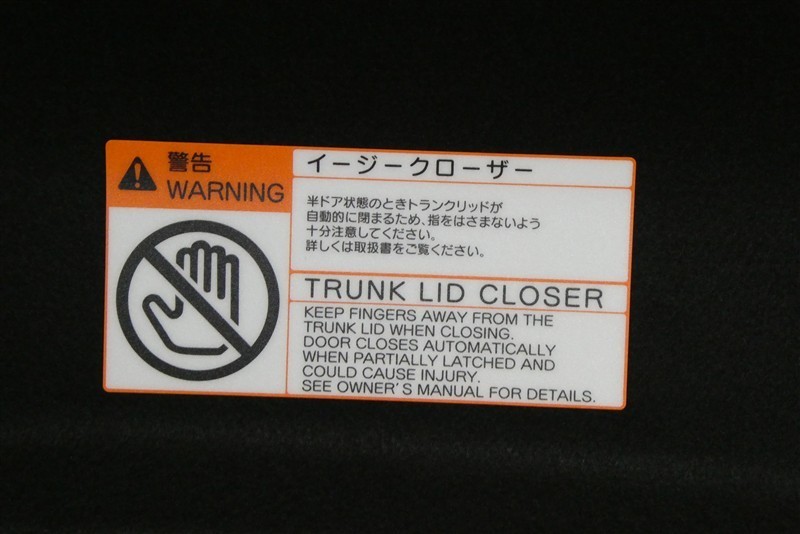 警告
WARNING
イージークローザー
半ドア状態のときトランクリッドが
自動的に閉まるため、指をはさまないよう
十分注意してください。
詳しくは取扱書をご覧ください。
TRUNK LID CLOSER
KEEP FINGERS AWAY FROM THE
TRUNK LID WHEN CLOSING.
DOOR CLOSES AUTOMATICALLY
WHEN PARTIALLY LATCHED AND
COULD CAUSE INJURY.
SEE OWNER'S MANUAL FOR DETAILS.